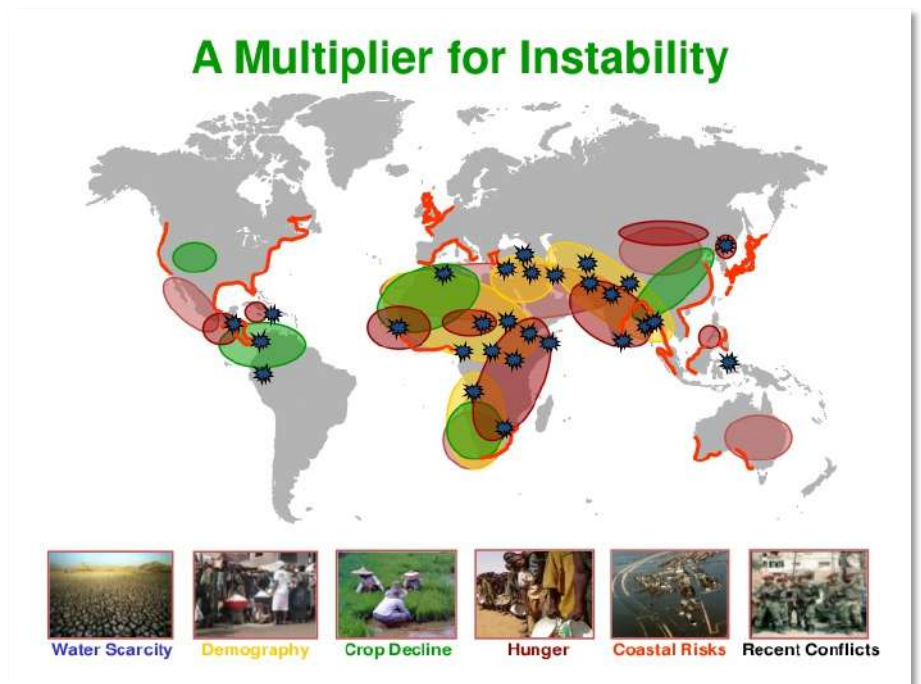 A Multiplier for Instability
Water Scarcity
Demography
Crop Decline
Hunger
Coastal Risks
Recent Conflicts